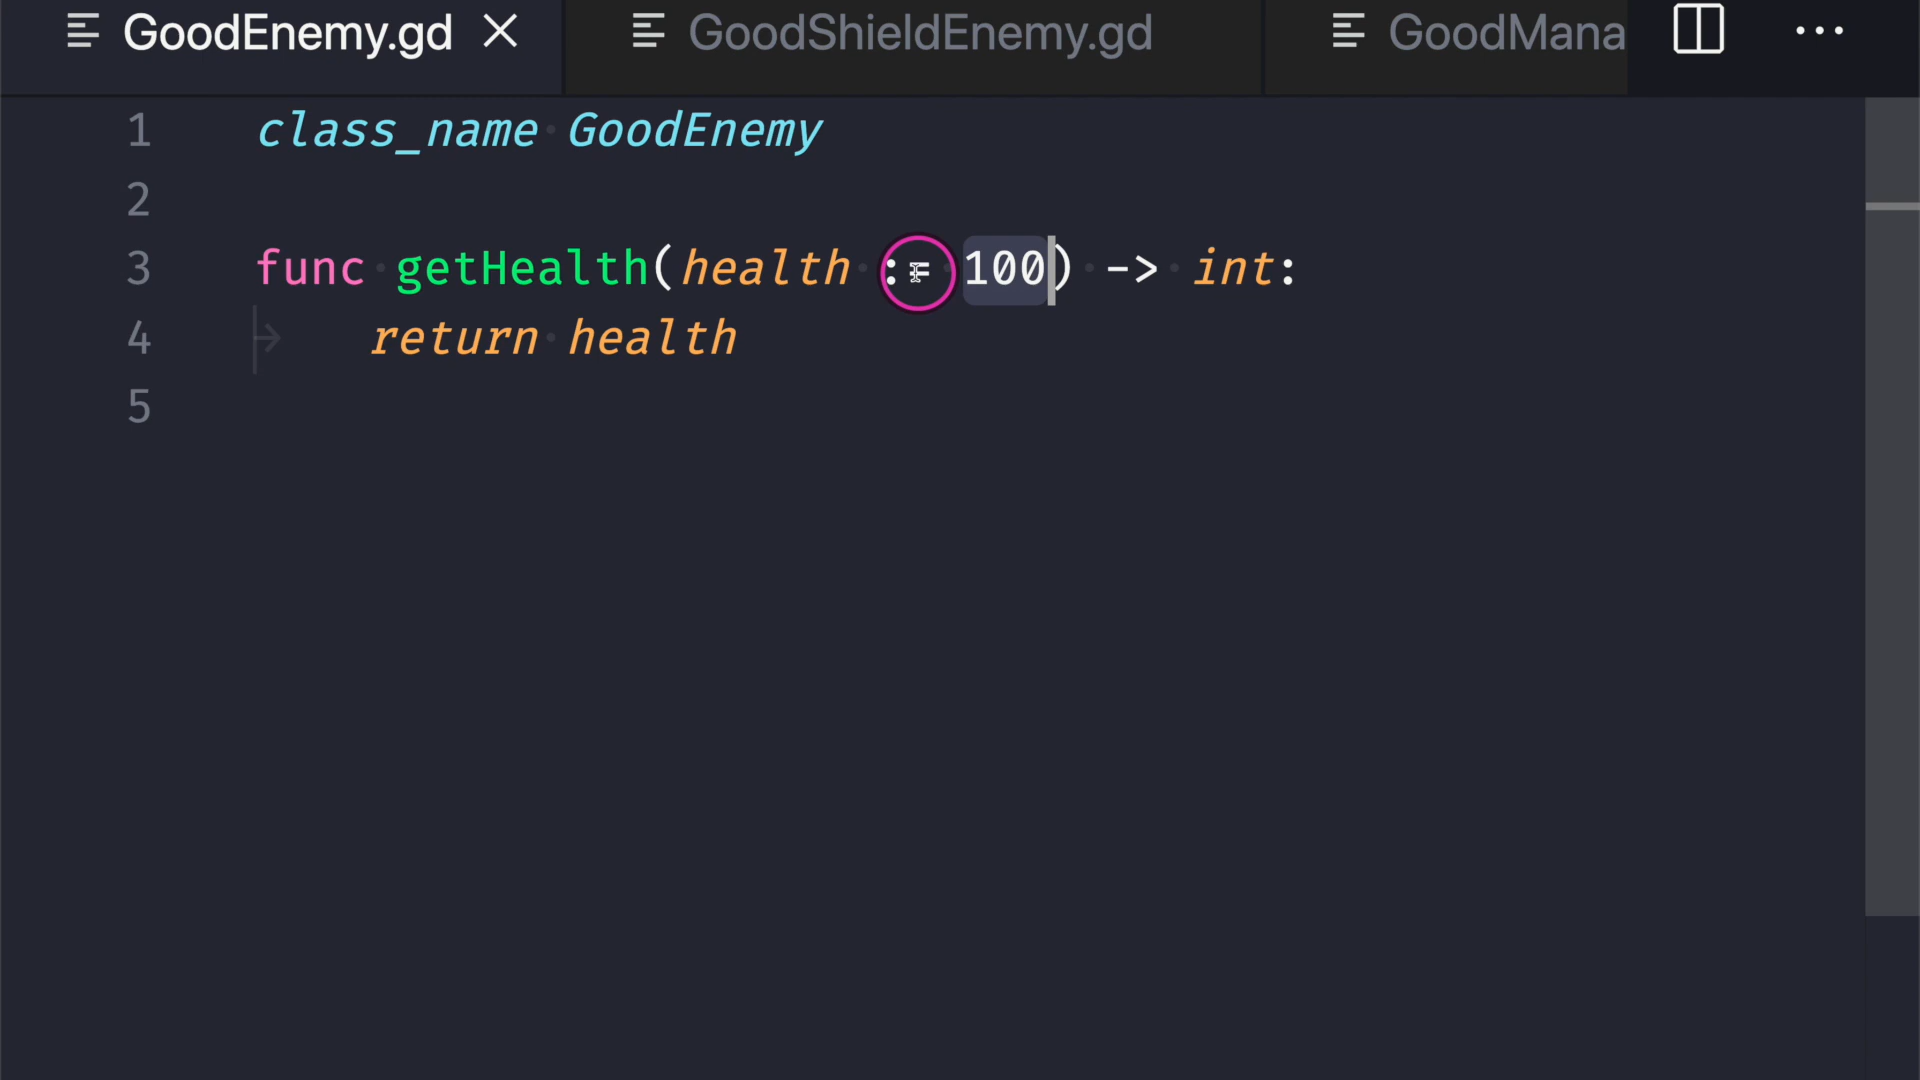 GoodEnemy.gd GoodShieldEnemy.gd GoodMana
1 class_name GoodEnemy
2
3 func getHealth(health := 100) -> int:
4 return health
5